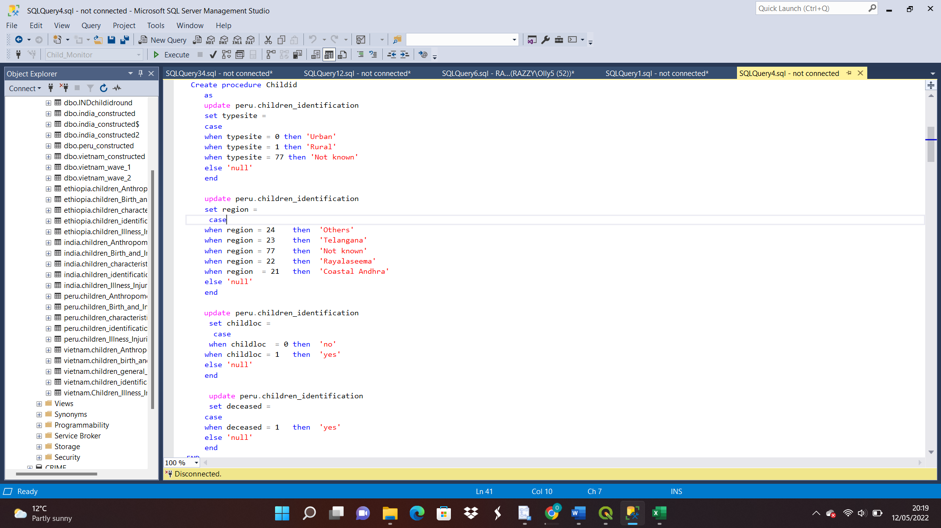 SQLQuery4.sql - not connected - Microsoft SQL Server Management Studio
Quick Launch (Ctrl+Q)
File Edit View Query Project Tools Window Help
New Query
Child_Monitor
Execute
Object Explorer
SQLQuery34.sql - not connected*
SQLQuery12.sql - not connected*
SQLQuery6.sql - RA...(RAZZY\Olly5 (52))*
SQLQuery1.sql - not connected*
SQLQuery4.sql - not connected
Connect
dbo.INDchildidround
dbo.india_constructed
dbo.india_constructed$
dbo.india_constructed2
dbo.peru_constructed
dbo.vietnam_constructed
dbo.vietnam_wave_1
dbo.vietnam_wave_2
ethiopia.children_Anthrop
ethiopia.children_Birth_an
ethiopia.children_characte
ethiopia.children_identific
ethiopia.children_Illness_I
india.children_Anthropom
india.children_Birth_and_I
india.children_characterist
india.children_identificatic
india.children_Illness_Injur
peru.children_Anthropome
peru.children_Birth_and_Ir
peru.children_characteristi
peru.children_identificatio
peru.children_Illness_Injuri
vietnam.children_Anthrop
vietnam.children_birth_an
vietnam.children_general_
vietnam.children_identific
vietnam.Children_Illness_I
Views
Synonyms
Programmability
Service Broker
Storage
Security
CRIME
Create procedure Childid
as
update peru.children_identification
set typesite =
case
when typesite = 0 then 'Urban'
when typesite = 1 then 'Rural'
when typesite = 77 then 'Not known'
else 'null'
end
update peru.children_identification
set region =
case
when region = 24 then 'Others'
when region = 23 then 'Telangana'
when region = 77 then 'Not known'
when region = 22 then 'Rayalaseema'
when region = 21 then 'Coastal Andhra'
else 'null'
end
update peru.children_identification
set childloc =
case
when childloc = 0 then 'no'
when childloc = 1 then 'yes'
else 'null'
end
update peru.children_identification
set deceased =
case
when deceased = 1 then 'yes'
else 'null'
end
END
100 %
Disconnected.
Ready
Ln 41 Col 10 Ch 7 INS
12°C
Partly sunny
20:19
12/05/2022